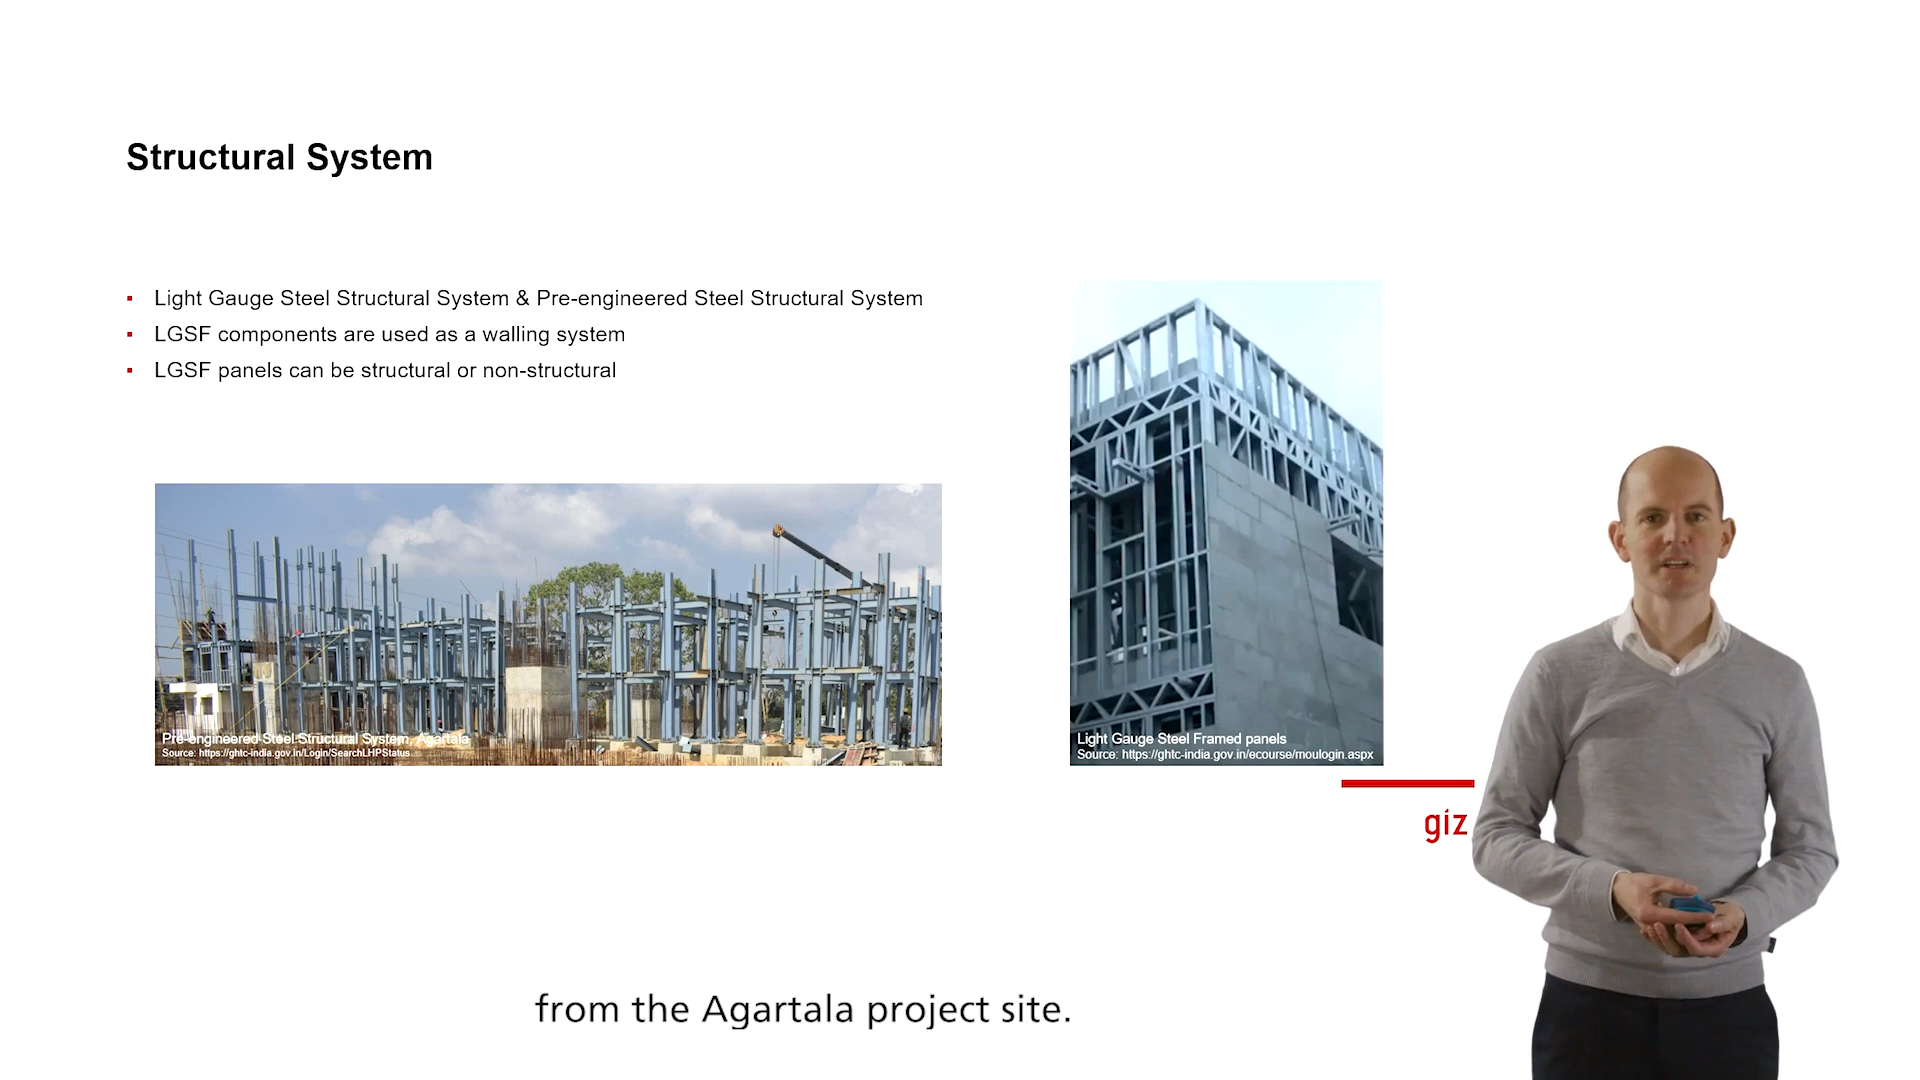 Structural System
▪ Light Gauge Steel Structural System & Pre-engineered Steel Structural System
▪ LGSF components are used as a walling system
▪ LGSF panels can be structural or non-structural
Pre-engineered Steel Structural System, Agartala
Source: https://ghtc-india.gov.in/Login/SearchLHPStatus
Light Gauge Steel Framed panels
Source: https://ghtc-india.gov.in/ecourse/moulogin.aspx
giz
from the Agartala project site.